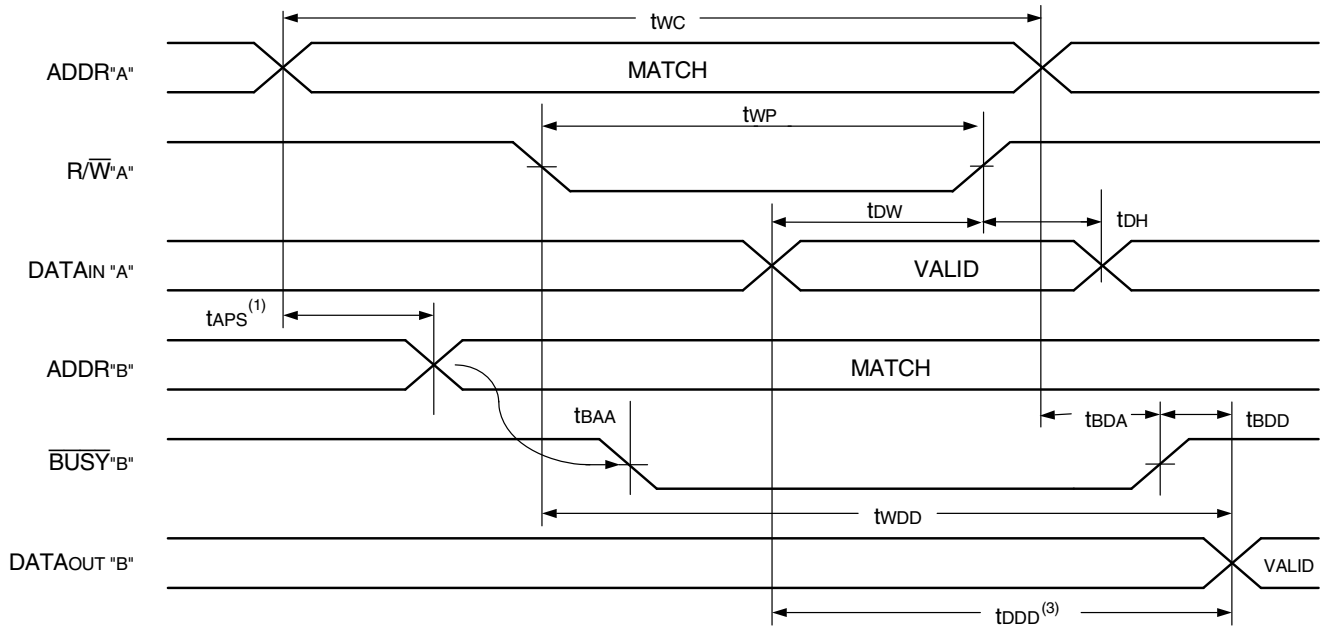 tWC
ADDR"A"
MATCH
tWP
R/W"A"
tDW
tDH
DATAIN "A"
VALID
tAPS(1)
ADDR"B"
MATCH
tBAA
tBDA
tBDD
BUSY"B"
tWDD
DATAOUT "B"
VALID
tDDD(3)